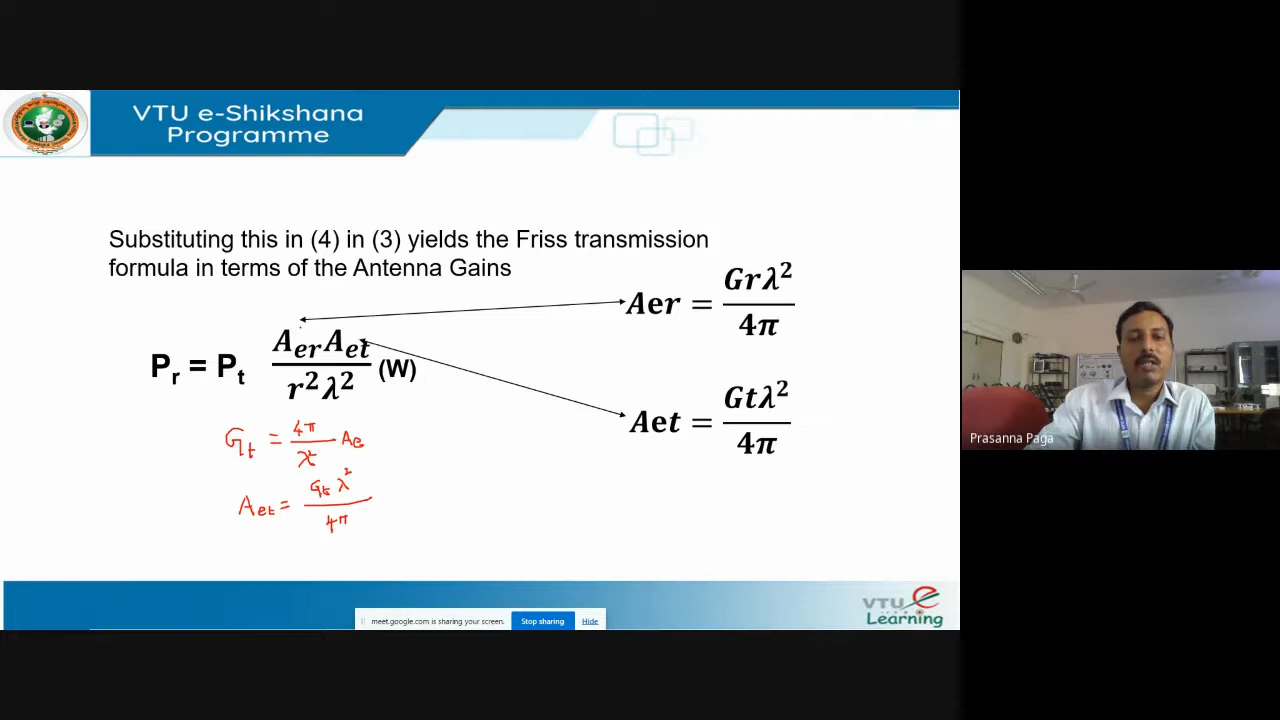 VTU e-Shikshana
Programme
Substituting this in (4) in (3) yields the Friss transmission
formula in terms of the Antenna Gains
Aer = Grλ²/4π
Pr = Pt AerAet/r²λ² (W)
Aet = Gtλ²/4π
Gt = 4π/λ² Ae
Aet = Gt λ²/4π
Prasanna Paga
VTU e
Learning
meet.google.com is sharing your screen. Stop sharing Hide